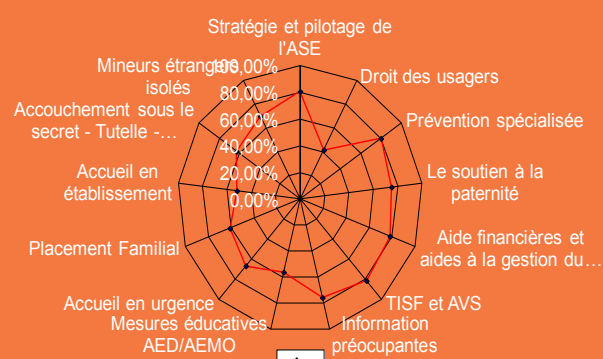 Stratégie et pilotage de
l'ASE
Droit des usagers
Prévention spécialisée
Le soutien à la
paternité
Aide financières et
aides à la gestion du…
TISF et AVS
Information
préocupantes
Mesures éducatives
AED/AEMO
Accueil en urgence
Placement Familial
Accueil en
établissement
Accouchement sous le
secret - Tutelle -…
Mineurs étrangers
isolés
100,00%
80,00%
60,00%
40,00%
20,00%
0,00%